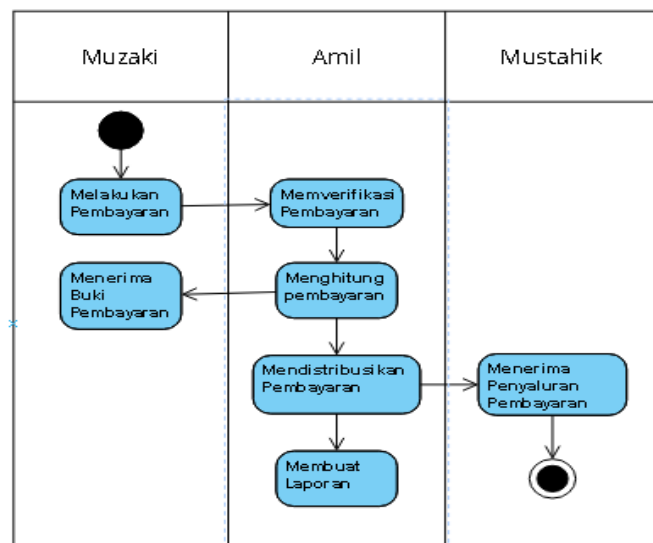 Muzaki
Amil
Mustahik
Melakukan
Pembayaran
Memverifikasi
Pembayaran
Menerima
Buki
Pembayaran
Menghitung
pembayaran
Mendistribusikan
Pembayaran
Menerima
Penyaluran
Pembayaran
Membuat
Laporan